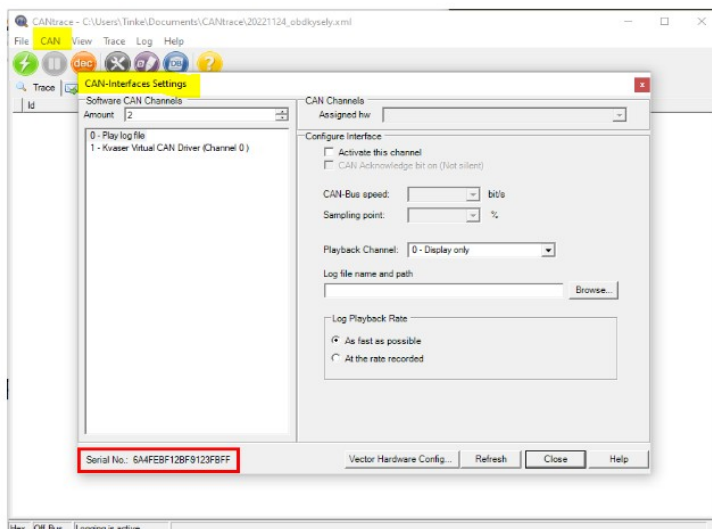 CANtrace - C:\Users\Tinke\Documents\CANtrace\20221124_obdkysely.xml
File CAN View Trace Log Help
dec DB ?
Trace
Id
CAN-Interfaces Settings
Software CAN Channels
Amount 2
0 - Play log file
1 - Kvaser Virtual CAN Driver (Channel 0 )
CAN Channels
Assigned hw
Configure Interface
Activate this channel
CAN Acknowledge bit on (Not silent)
CAN-Bus speed: bit/s
Sampling point: %
Playback Channel: 0 - Display only
Log file name and path
Browse...
Log Playback Rate
As fast as possible
At the rate recorded
Serial No.: 6A4FEBF12BF9123FBFF
Vector Hardware Config... Refresh Close Help
Hex Off Bus Logging is active